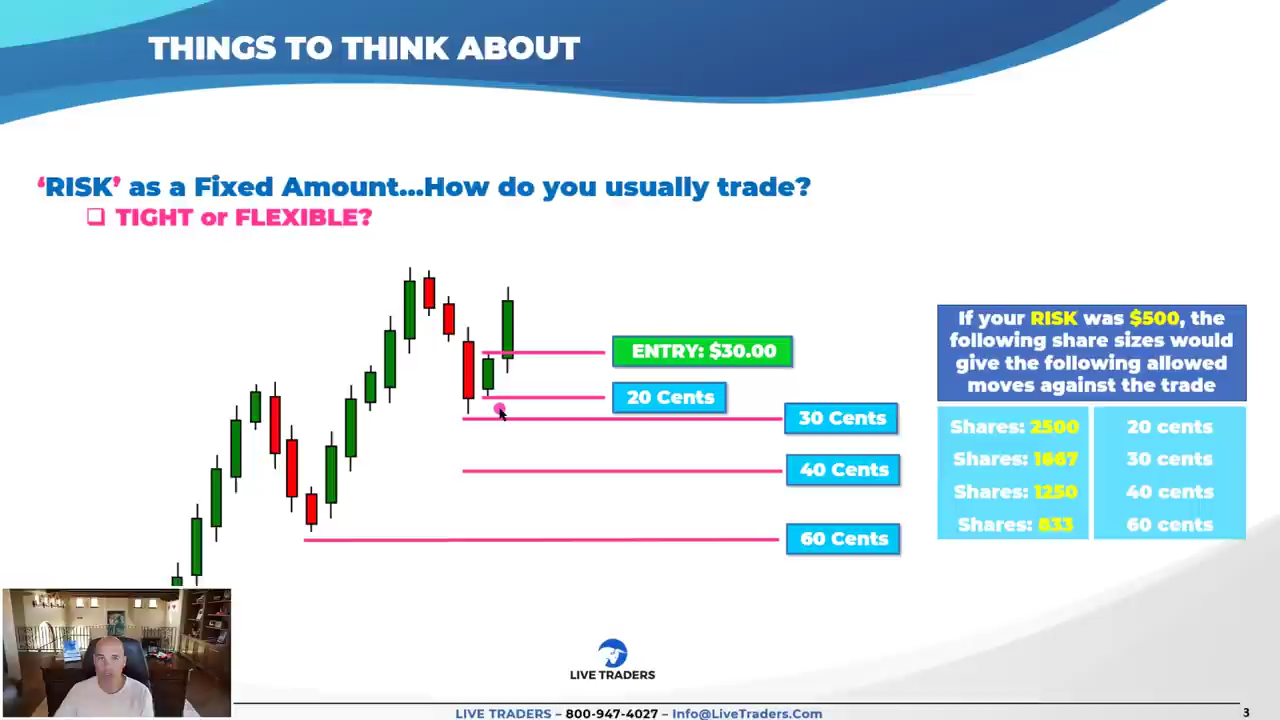 THINGS TO THINK ABOUT
‘RISK’ as a Fixed Amount...How do you usually trade?
❑ TIGHT or FLEXIBLE?
ENTRY: $30.00
20 Cents
30 Cents
40 Cents
60 Cents
If your RISK was $500, the
following share sizes would
give the following allowed
moves against the trade
Shares: 2500 20 cents
Shares: 1667 30 cents
Shares: 1250 40 cents
Shares: 833 60 cents
LIVE TRADERS
LIVE TRADERS – 800-947-4027 – Info@LiveTraders.Com
3